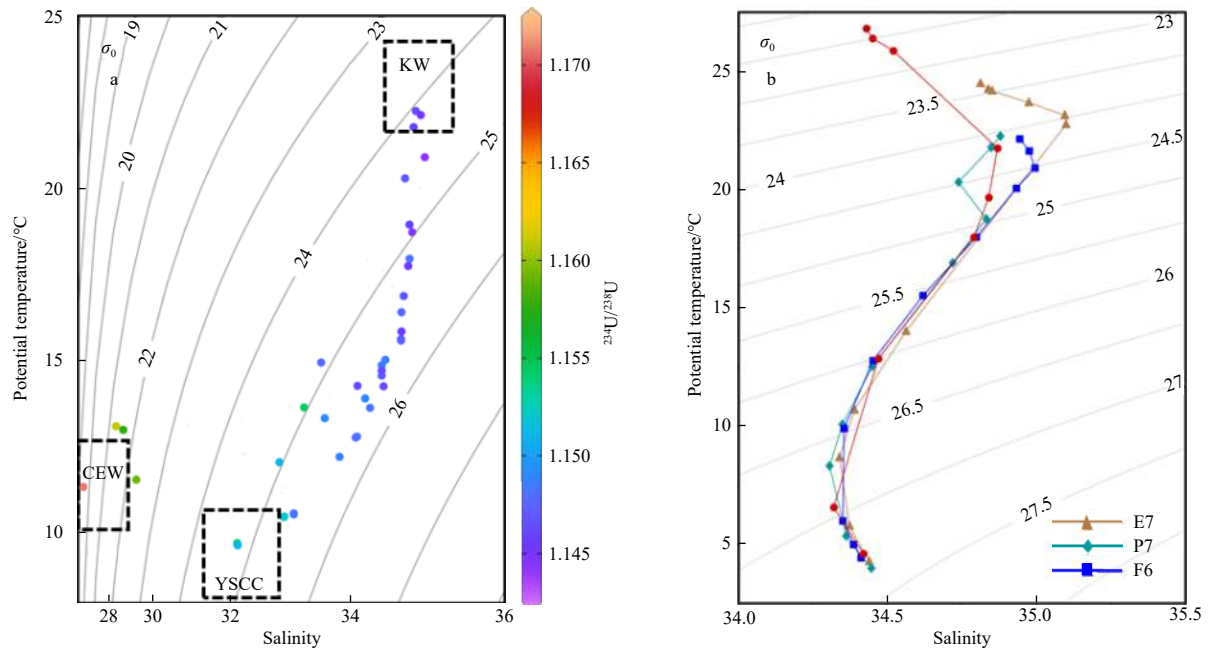 25
20
15
10
Potential temperature/°C
σ₀
a
19
20
21
22
23
24
25
26
KW
CEW
YSCC
28
30
32
34
36
Salinity
1.170
1.165
1.160
1.155
1.150
1.145
²³⁴U/²³⁸U
25
20
15
10
5
Potential temperature/°C
σ₀
b
23
23.5
24
24.5
25
25.5
26
26.5
27
27.5
E7
P7
F6
34.0
34.5
35.0
35.5
Salinity